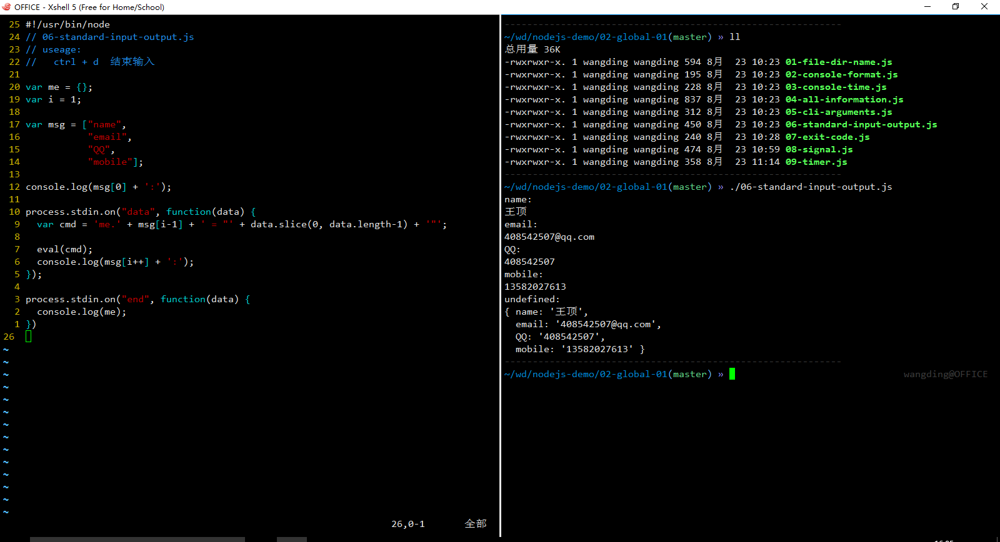 OFFICE - Xshell 5 (Free for Home/School)
25 #!/usr/bin/node
24 // 06-standard-input-output.js
23 // useage:
22 //   ctrl + d  结束输入
21
20 var me = {};
19 var i = 1;
18
17 var msg = ["name",
16            "email",
15            "QQ",
14            "mobile"];
13
12 console.log(msg[0] + ':');
11
10 process.stdin.on("data", function(data) {
9   var cmd = 'me.' + msg[i-1] + ' = "' + data.slice(0, data.length-1) + '"';
8
7   eval(cmd);
6   console.log(msg[i++] + ':');
5 });
4
3 process.stdin.on("end", function(data) {
2   console.log(me);
1 })
26
~
~
~
~
~
~
~
~
~
~
~
~
~
~
26,0-1 全部
------------------------------------------------------------
~/wd/nodejs-demo/02-global-01(master) » ll
总用量 36K
-rwxrwxr-x. 1 wangding wangding 594 8月  23 10:23 01-file-dir-name.js
-rwxrwxr-x. 1 wangding wangding 195 8月  23 10:23 02-console-format.js
-rwxrwxr-x. 1 wangding wangding 228 8月  23 10:23 03-console-time.js
-rwxrwxr-x. 1 wangding wangding 837 8月  23 10:23 04-all-information.js
-rwxrwxr-x. 1 wangding wangding 312 8月  23 10:23 05-cli-arguments.js
-rwxrwxr-x. 1 wangding wangding 450 8月  23 10:23 06-standard-input-output.js
-rwxrwxr-x. 1 wangding wangding 240 8月  23 10:28 07-exit-code.js
-rwxrwxr-x. 1 wangding wangding 474 8月  23 10:59 08-signal.js
-rwxrwxr-x. 1 wangding wangding 358 8月  23 11:14 09-timer.js
------------------------------------------------------------
~/wd/nodejs-demo/02-global-01(master) » ./06-standard-input-output.js
name:
王顶
email:
408542507@qq.com
QQ:
408542507
mobile:
13582027613
undefined:
{ name: '王顶',
  email: '408542507@qq.com',
  QQ: '408542507',
  mobile: '13582027613' }
------------------------------------------------------------
~/wd/nodejs-demo/02-global-01(master) » wangding@OFFICE